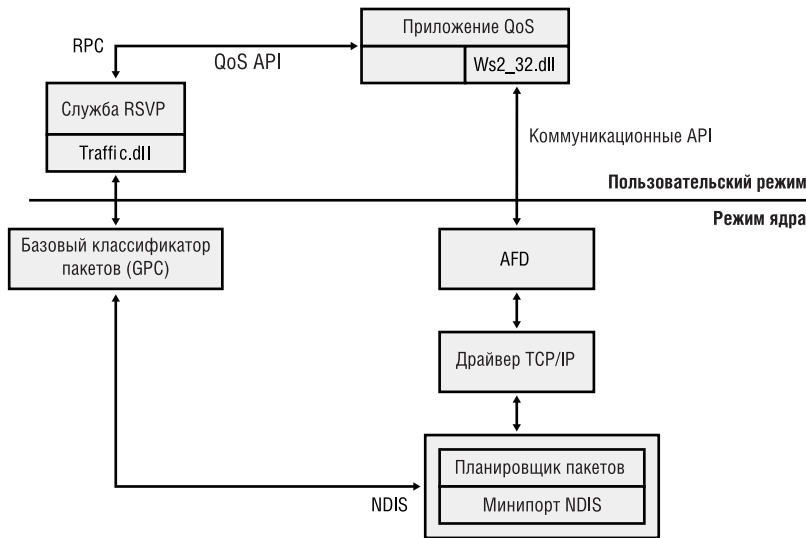 Приложение QoS
RPC
QoS API
Ws2_32.dll
Служба RSVP
Traffic.dll
Коммуникационные API
Пользовательский режим
Режим ядра
Базовый классификатор
пакетов (GPC)
AFD
Драйвер TCP/IP
Планировщик пакетов
NDIS
Минипорт NDIS